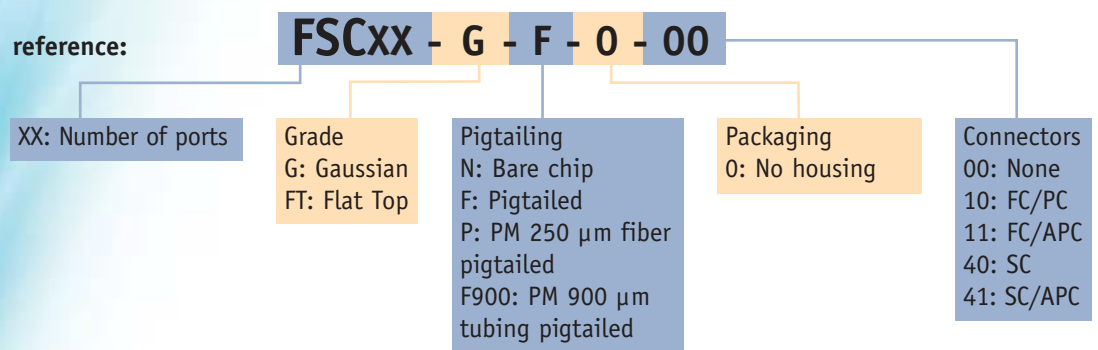 reference:
FSCXX - G - F - 0 - 00
XX: Number of ports
Grade
G: Gaussian
FT: Flat Top
Pigtailing
N: Bare chip
F: Pigtailed
P: PM 250 µm fiber
pigtailed
F900: PM 900 µm
tubing pigtailed
Packaging
0: No housing
Connectors
00: None
10: FC/PC
11: FC/APC
40: SC
41: SC/APC